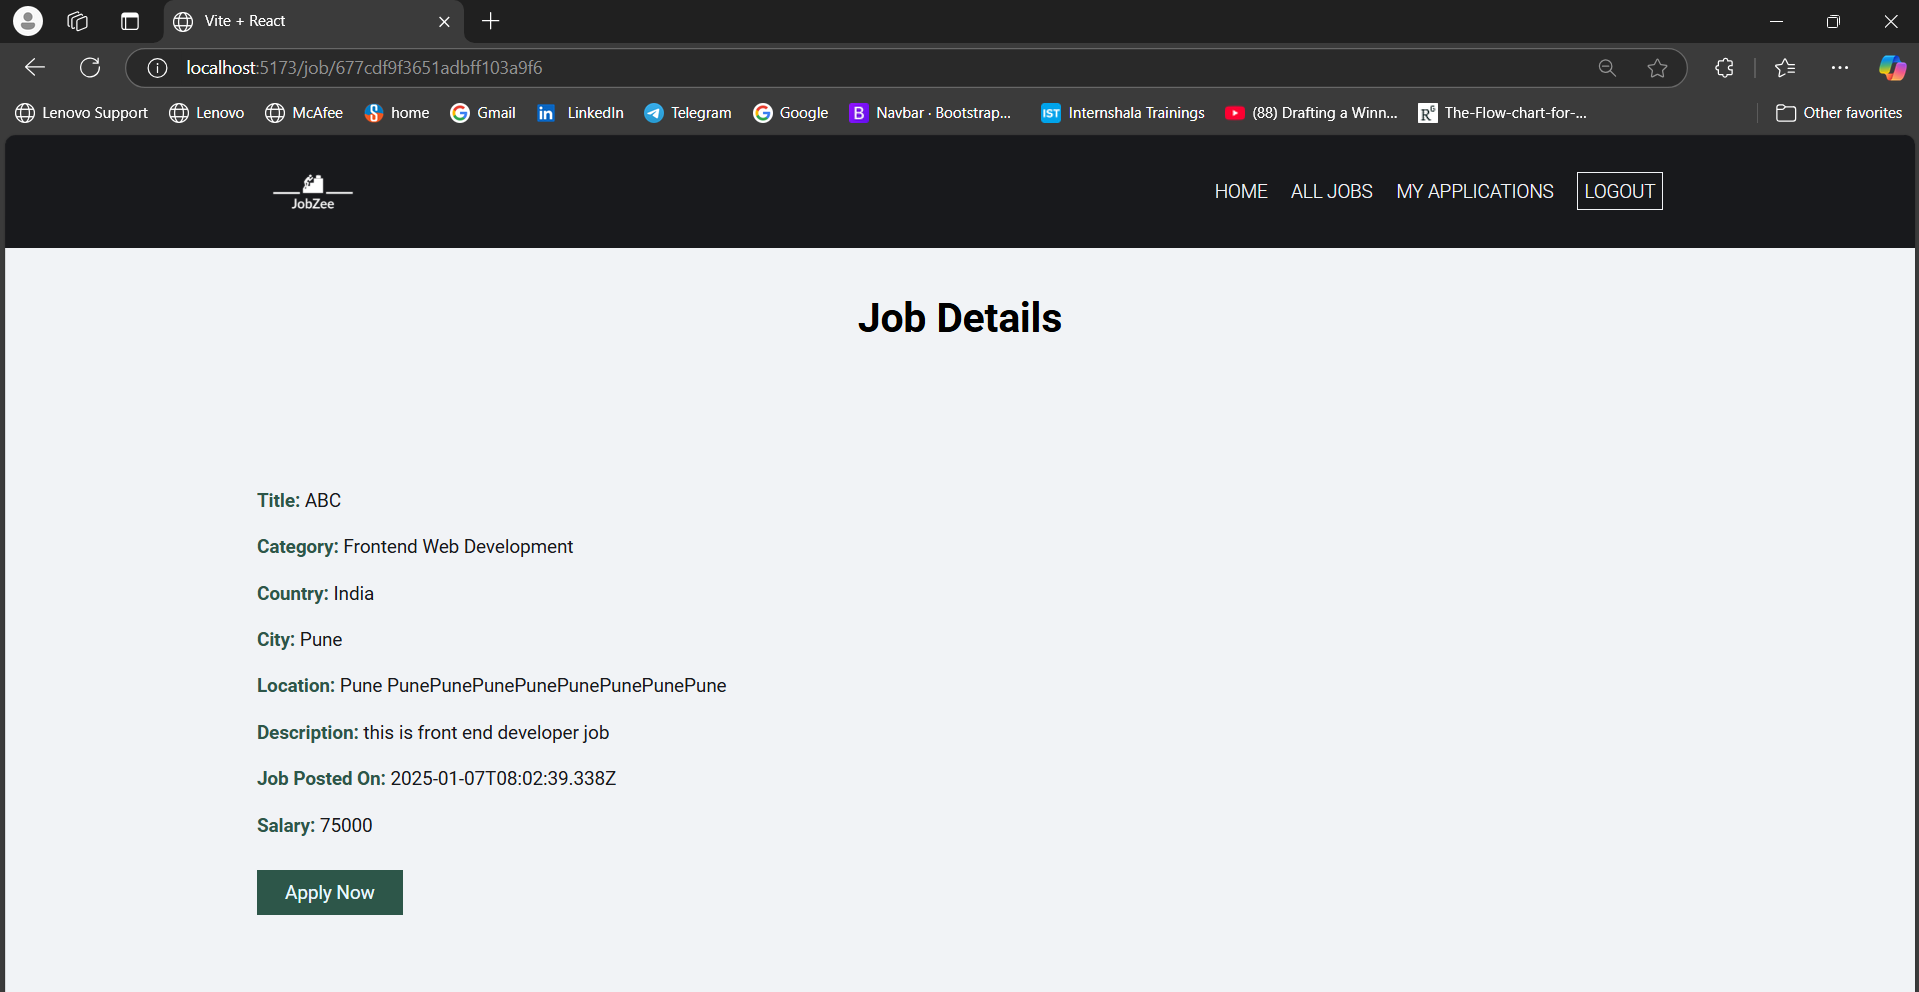 Vite + React
localhost:5173/job/677cdf9f3651adbff103a9f6
Lenovo Support Lenovo McAfee home Gmail LinkedIn Telegram Google Navbar · Bootstrap... Internshala Trainings (88) Drafting a Winn... The-Flow-chart-for-... Other favorites
JobZee
HOME ALL JOBS MY APPLICATIONS LOGOUT
Job Details
Title: ABC
Category: Frontend Web Development
Country: India
City: Pune
Location: Pune PunePunePunePunePunePunePunePune
Description: this is front end developer job
Job Posted On: 2025-01-07T08:02:39.338Z
Salary: 75000
Apply Now